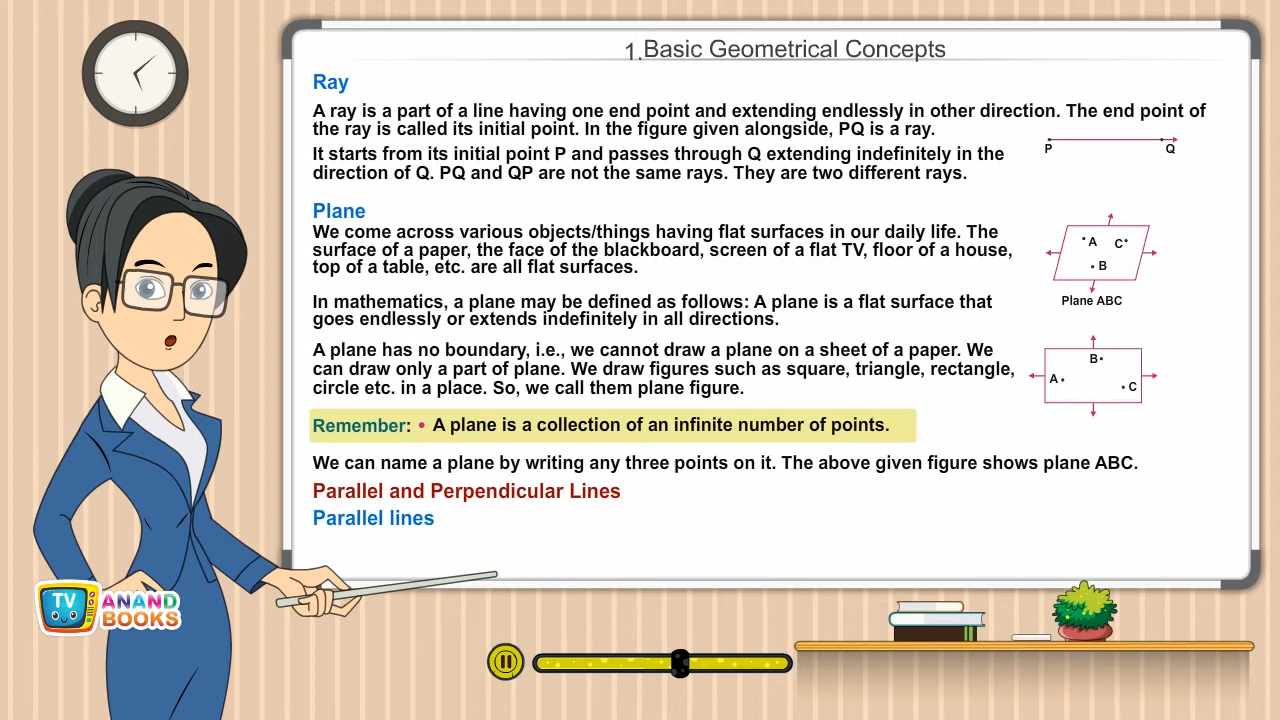 1.Basic Geometrical Concepts
Ray
A ray is a part of a line having one end point and extending endlessly in other direction. The end point of
the ray is called its initial point. In the figure given alongside, PQ is a ray.
P Q
It starts from its initial point P and passes through Q extending indefinitely in the
direction of Q. PQ and QP are not the same rays. They are two different rays.
Plane
We come across various objects/things having flat surfaces in our daily life. The
surface of a paper, the face of the blackboard, screen of a flat TV, floor of a house,
top of a table, etc. are all flat surfaces.
A C
B
Plane ABC
In mathematics, a plane may be defined as follows: A plane is a flat surface that
goes endlessly or extends indefinitely in all directions.
A plane has no boundary, i.e., we cannot draw a plane on a sheet of a paper. We
can draw only a part of plane. We draw figures such as square, triangle, rectangle,
circle etc. in a place. So, we call them plane figure.
B
A C
Remember: • A plane is a collection of an infinite number of points.
We can name a plane by writing any three points on it. The above given figure shows plane ABC.
Parallel and Perpendicular Lines
Parallel lines
TV
ANAND
BOOKS